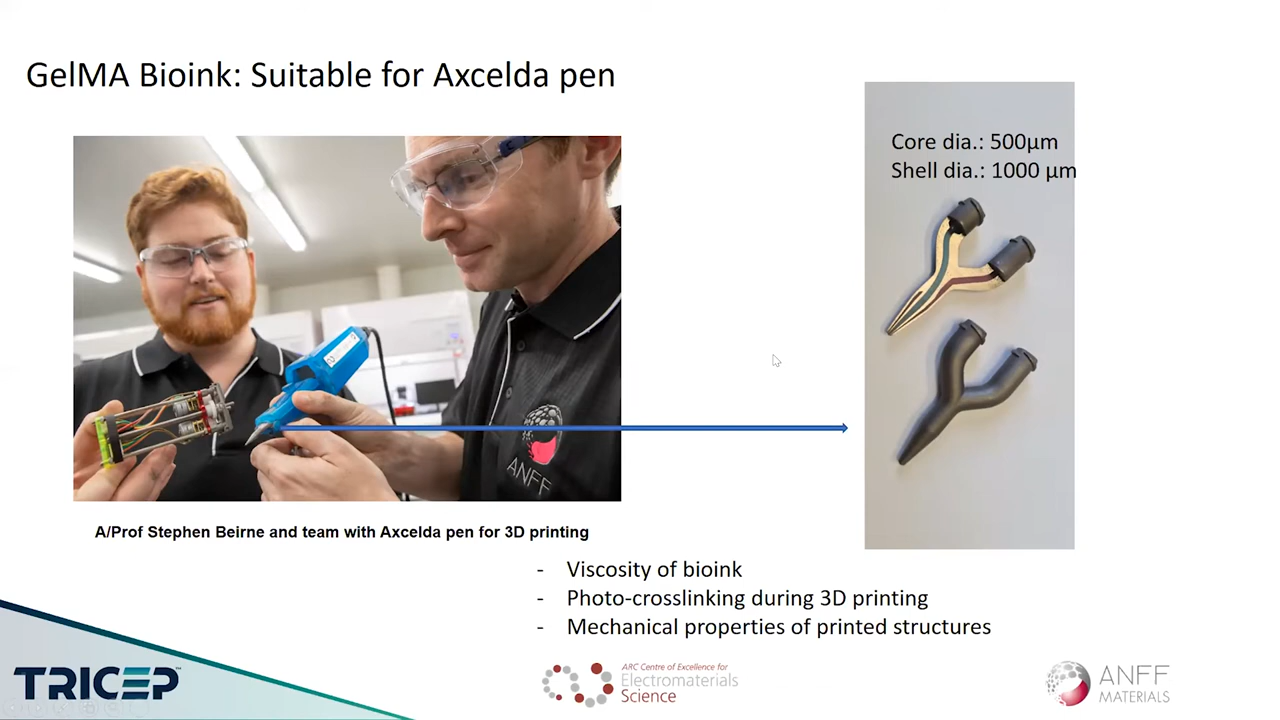 GelMA Bioink: Suitable for Axcelda pen
Core dia.: 500µm
Shell dia.: 1000 µm
ANFF
A/Prof Stephen Beirne and team with Axcelda pen for 3D printing
- Viscosity of bioink
- Photo-crosslinking during 3D printing
- Mechanical properties of printed structures
TRICEP™
ARC Centre of Excellence for
Electromaterials
Science
ANFF
MATERIALS